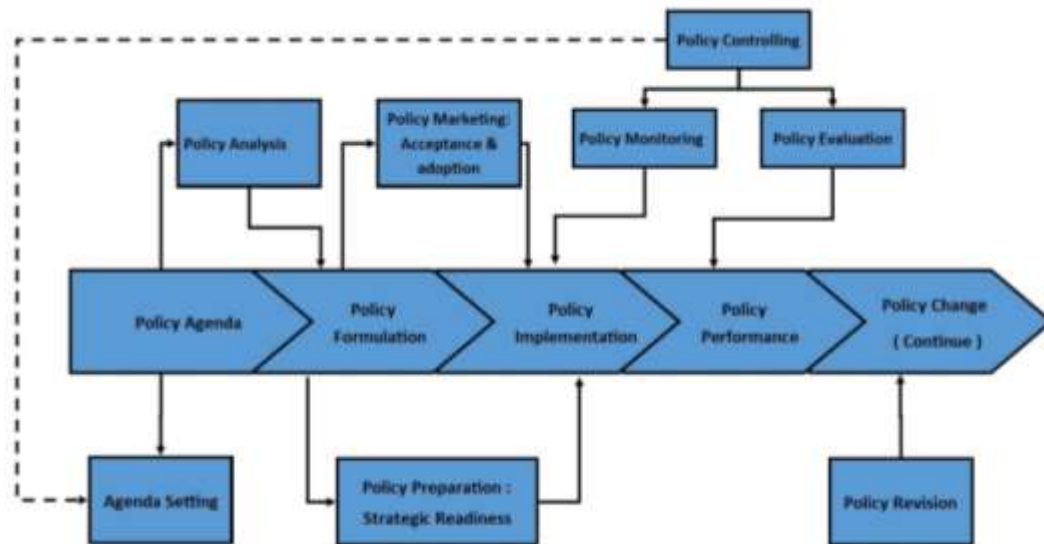 Policy Controlling
Policy Analysis
Policy Marketing:
Acceptance &
adoption
Policy Monitoring
Policy Evaluation
Policy Agenda
Policy
Formulation
Policy
Implementation
Policy
Performance
Policy Change
( Continue )
Agenda Setting
Policy Preparation :
Strategic Readiness
Policy Revision